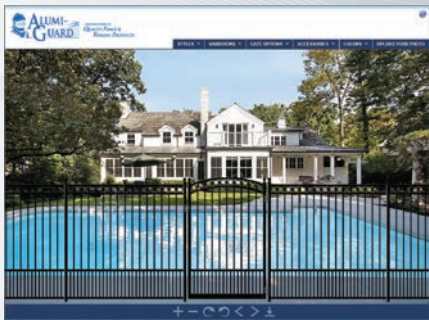 ALUMI-GUARD
QUALITY FENCE &
RAILING PRODUCTS
STYLES VARIATIONS GATE OPTIONS ACCESSORIES COLORS UPLOAD YOUR PHOTO